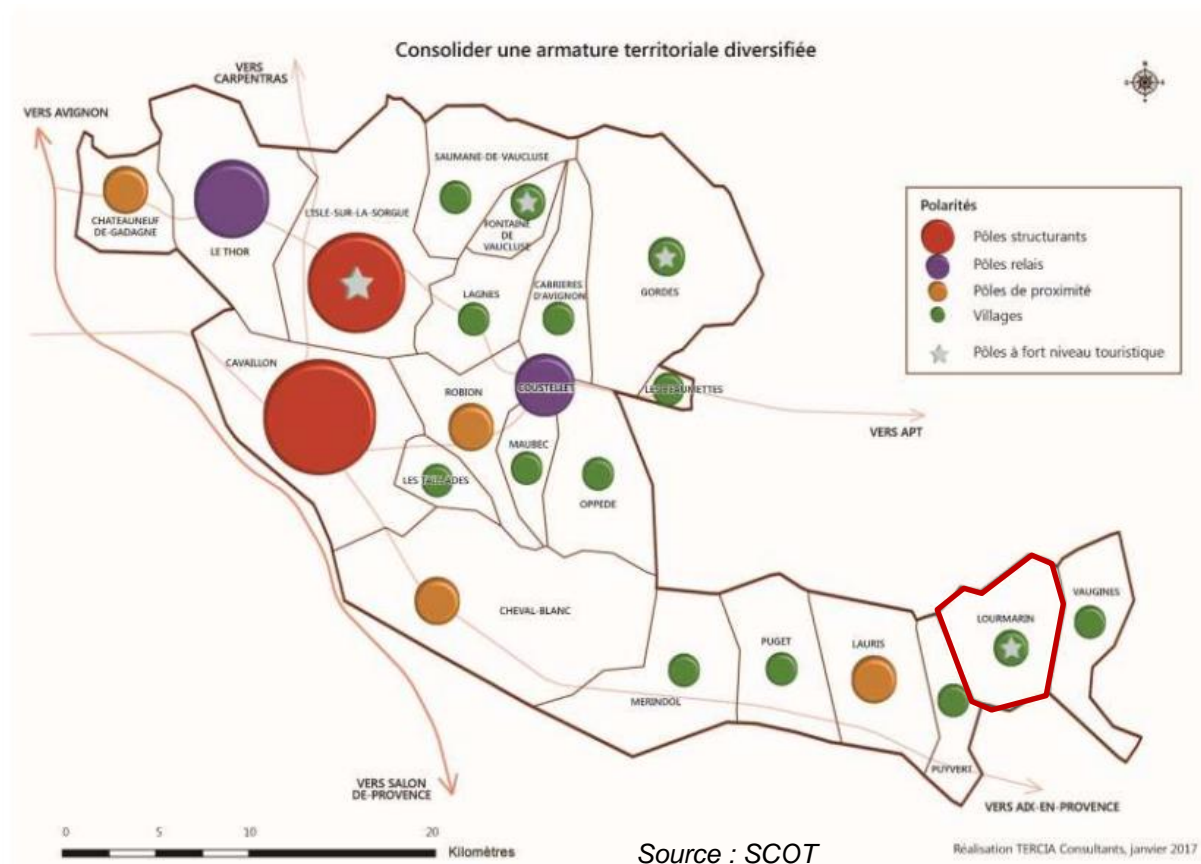 Consolider une armature territoriale diversifiée
VERS
CARPENTRAS
VERS AVIGNON
SAUMANE-DE-VAUCLUSE
CHATEAUNEUF
DE-GADAGNE
LE THOR
L'ISLE-SUR-LA-SORGUE
FONTAINE
DE
VAUCLUSE
LAGNES
CABRIERES
D'AVIGNON
GORDES
Polarités
Pôles structurants
Pôles relais
Pôles de proximité
Villages
Pôles à fort niveau touristique
CAVAILLON
ROBION
COUSTELLET
LES BEAUMETTES
VERS APT
MAUBEC
LES TAILLADES
OPPEDE
CHEVAL-BLANC
MERINDOL
PUGET
LAURIS
LOURMARIN
VAUGINES
PUYVERT
VERS SALON
DE-PROVENCE
VERS AIX-EN-PROVENCE
0 5 10 20
Kilomètres
Source : SCOT
Réalisation TERCIA Consultants, janvier 2017